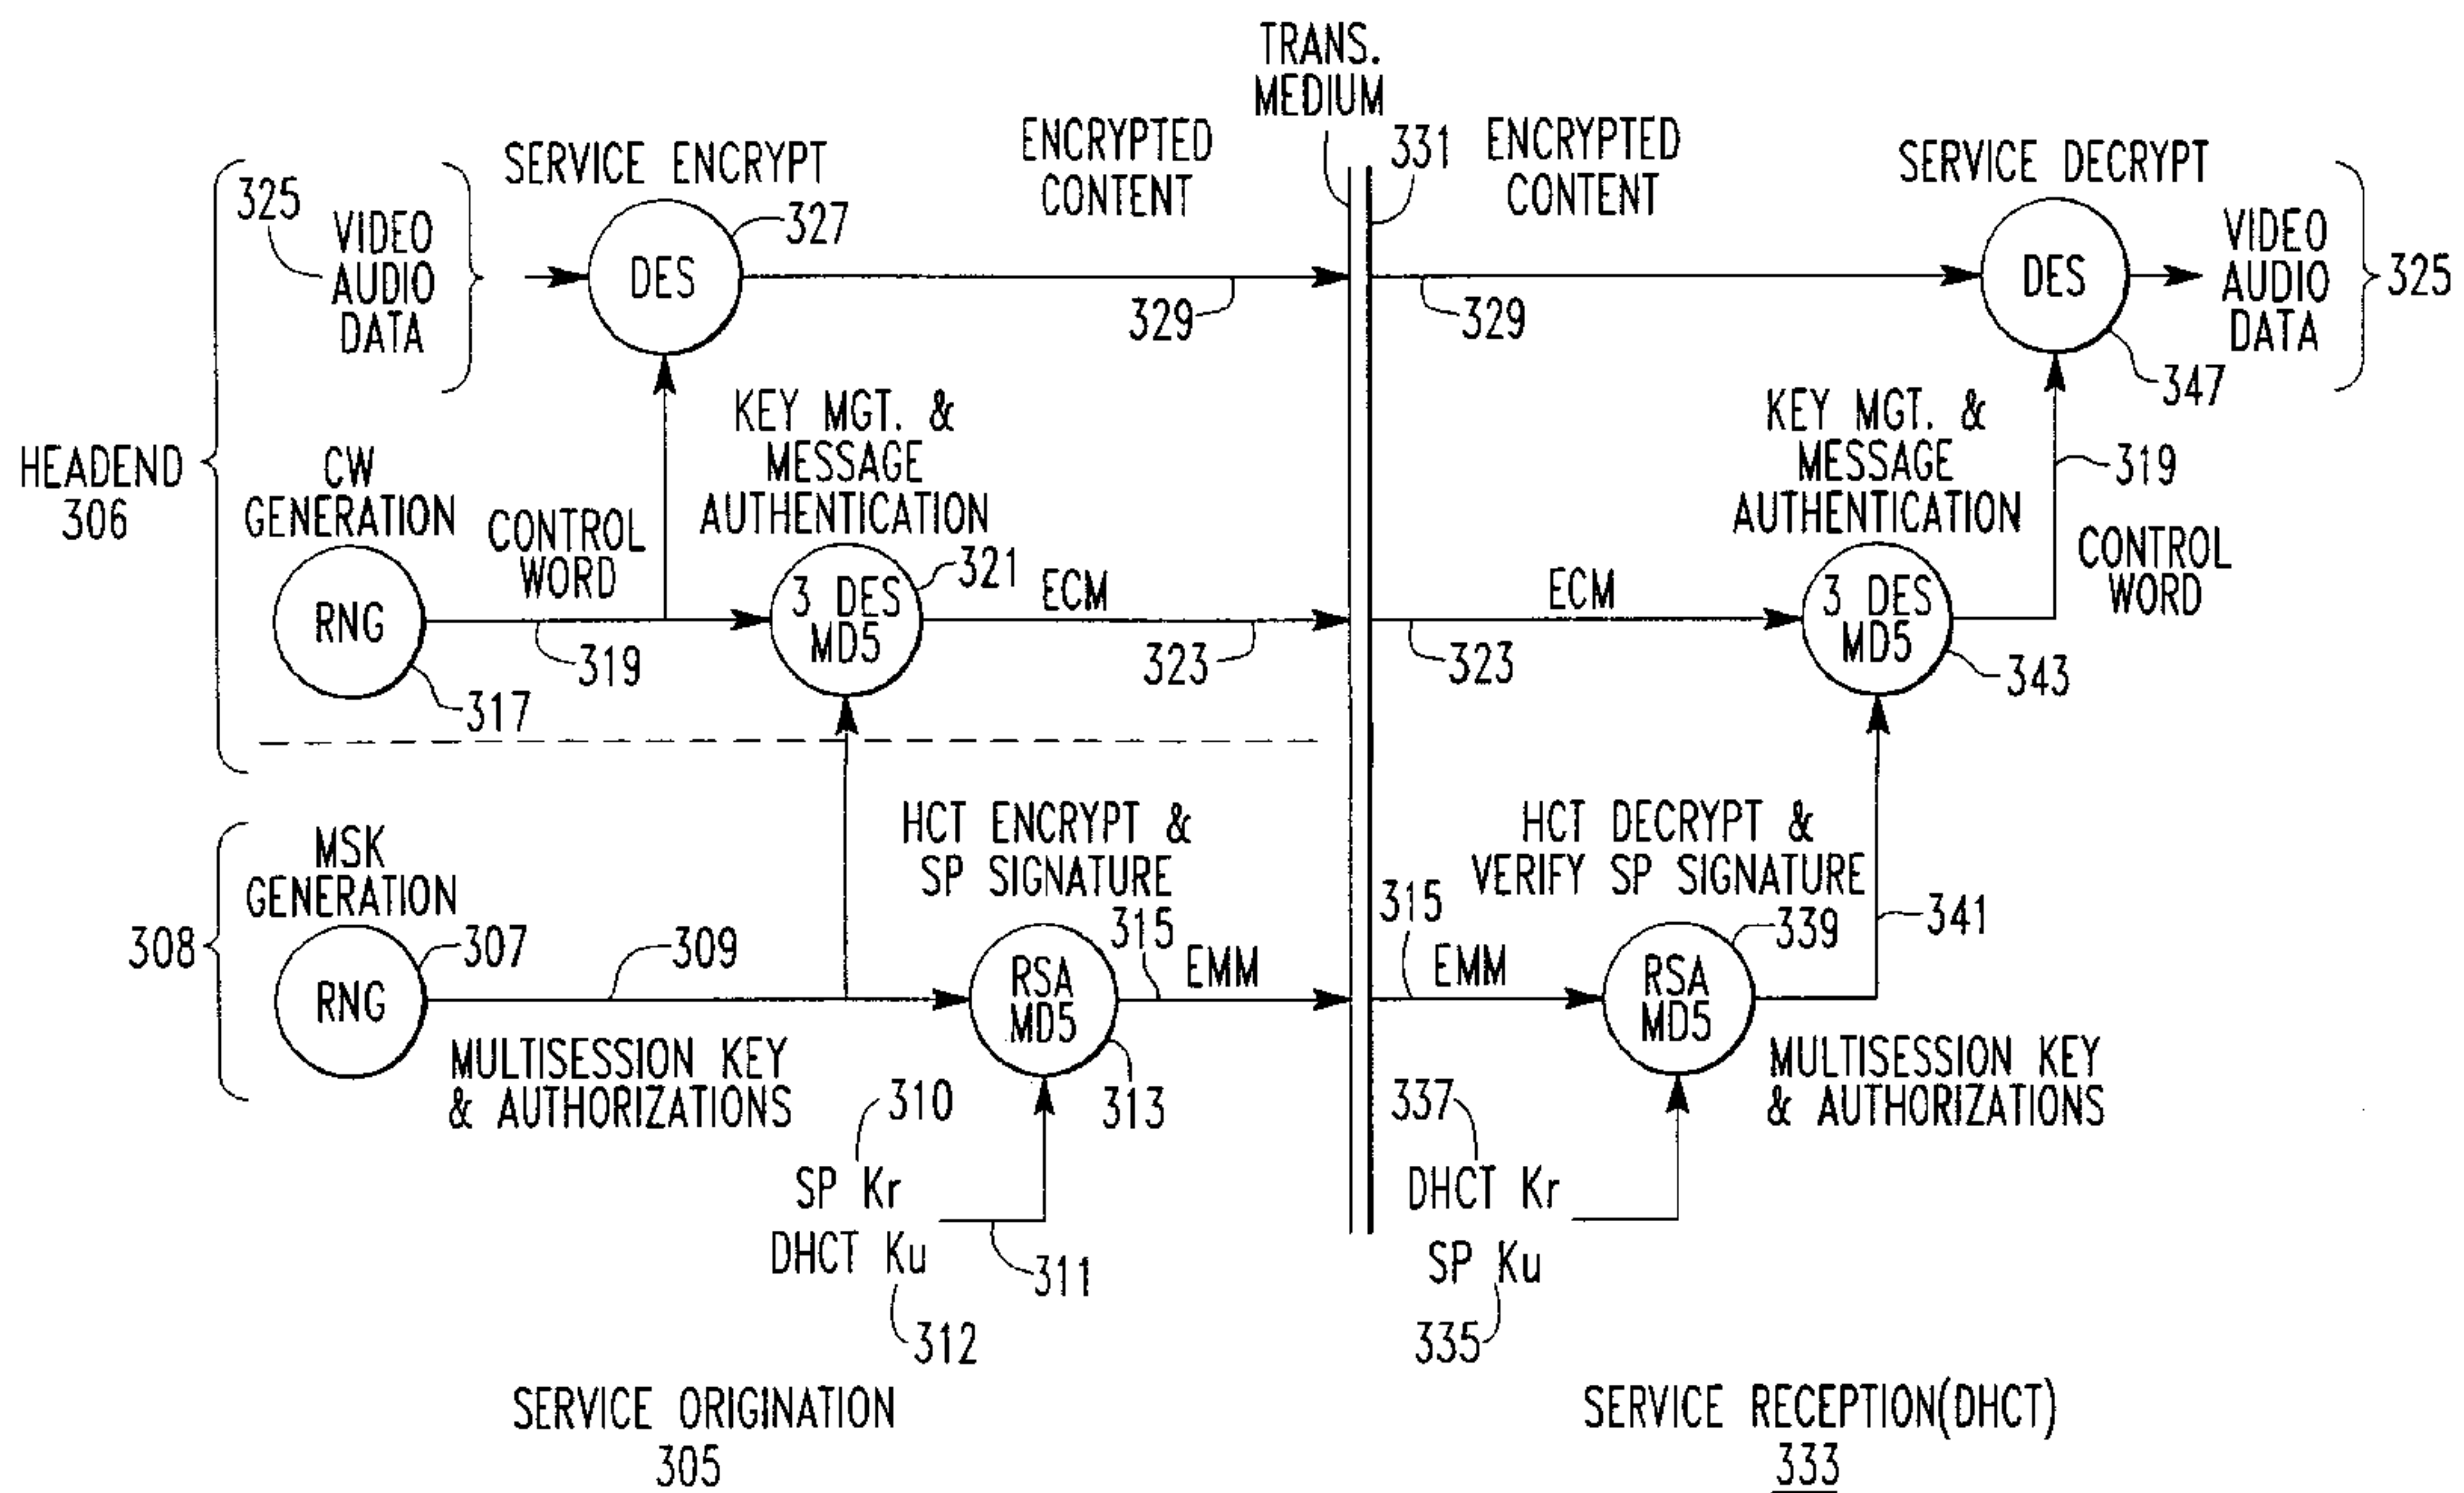 TRANS.
MEDIUM
SERVICE ENCRYPT
ENCRYPTED
CONTENT
331
ENCRYPTED
CONTENT
SERVICE DECRYPT
325
VIDEO
AUDIO
DATA
327
DES
329
329
DES
VIDEO
AUDIO
DATA
325
347
HEADEND
306
CW
GENERATION
CONTROL
WORD
KEY MGT. &
MESSAGE
AUTHENTICATION
KEY MGT. &
MESSAGE
AUTHENTICATION
319
CONTROL
WORD
RNG
317
319
3 DES
MD5
321
ECM
323
ECM
323
3 DES
MD5
343
308
MSK
GENERATION
307
RNG
309
MULTISESSION KEY
& AUTHORIZATIONS
HCT ENCRYPT &
SP SIGNATURE
315
EMM
RSA
MD5
313
HCT DECRYPT &
VERIFY SP SIGNATURE
315
EMM
339
RSA
MD5
341
MULTISESSION KEY
& AUTHORIZATIONS
310
SP Kr
DHCT Ku
311
312
337
DHCT Kr
SP Ku
335
SERVICE ORIGINATION
305
SERVICE RECEPTION(DHCT)
333